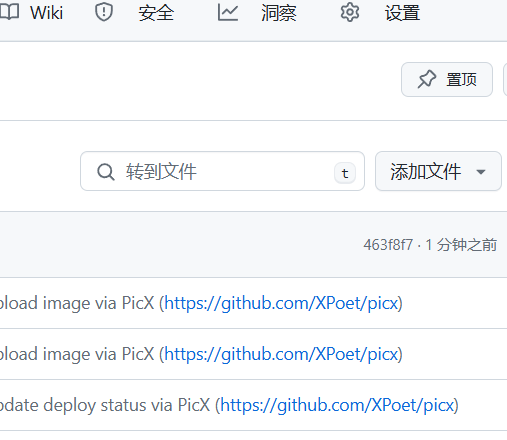 Wiki 安全 洞察 设置
置顶
转到文件 t 添加文件
463f8f7 · 1 分钟之前
pload image via PicX (https://github.com/XPoet/picx)
pload image via PicX (https://github.com/XPoet/picx)
pdate deploy status via PicX (https://github.com/XPoet/picx)